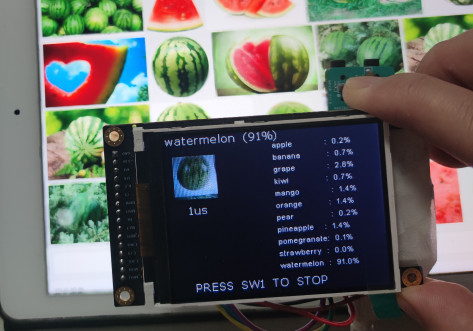 watermelon (91%)
apple : 0.2%
banana : 0.7%
grape : 2.8%
kiwi : 0.7%
mango : 1.4%
orange : 1.4%
pear : 0.2%
pineapple : 1.4%
pomegranate: 0.1%
strawberry : 0.0%
watermelon : 91.0%
1us
PRESS SW1 TO STOP